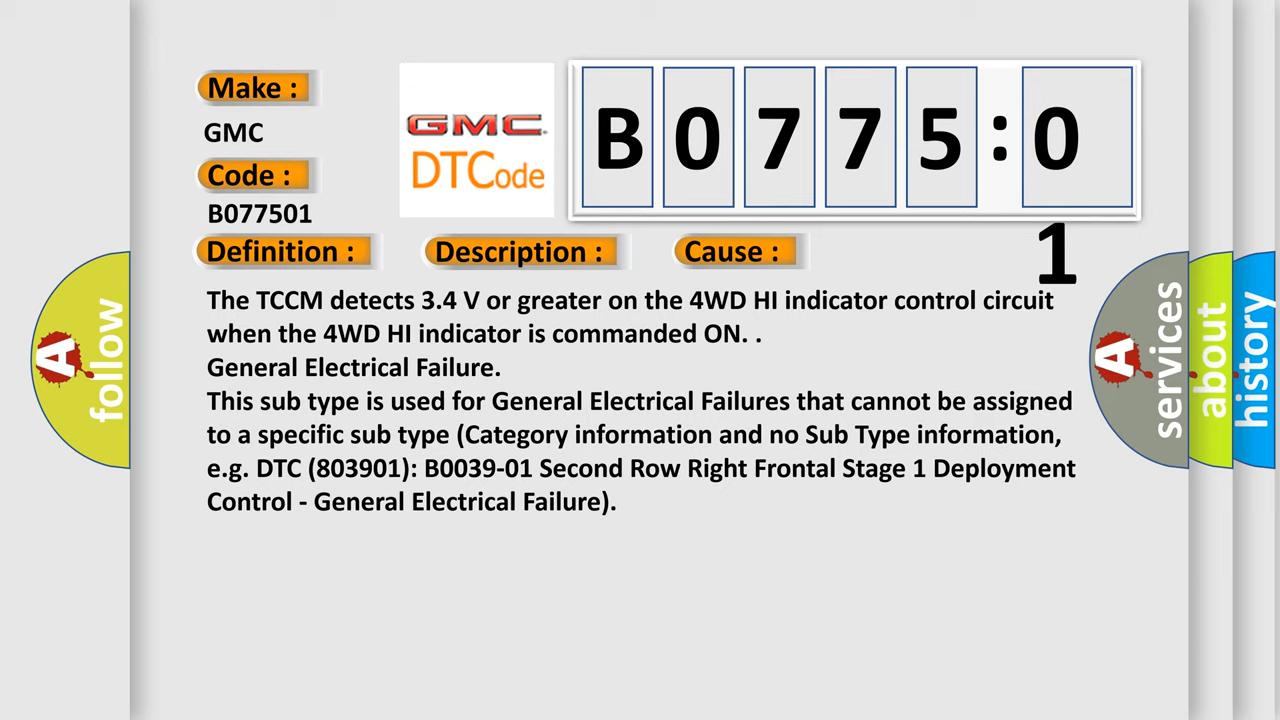 Make :
GMC
Code :
B077501
GMC
DTCode
B0775:0
1
Definition :
Description :
Cause :
The TCCM detects 3.4 V or greater on the 4WD HI indicator control circuit
when the 4WD HI indicator is commanded ON. .
General Electrical Failure.
This sub type is used for General Electrical Failures that cannot be assigned
to a specific sub type (Category information and no Sub Type information,
e.g. DTC (803901): B0039-01 Second Row Right Frontal Stage 1 Deployment
Control - General Electrical Failure).
A
follow
A
services
about
history